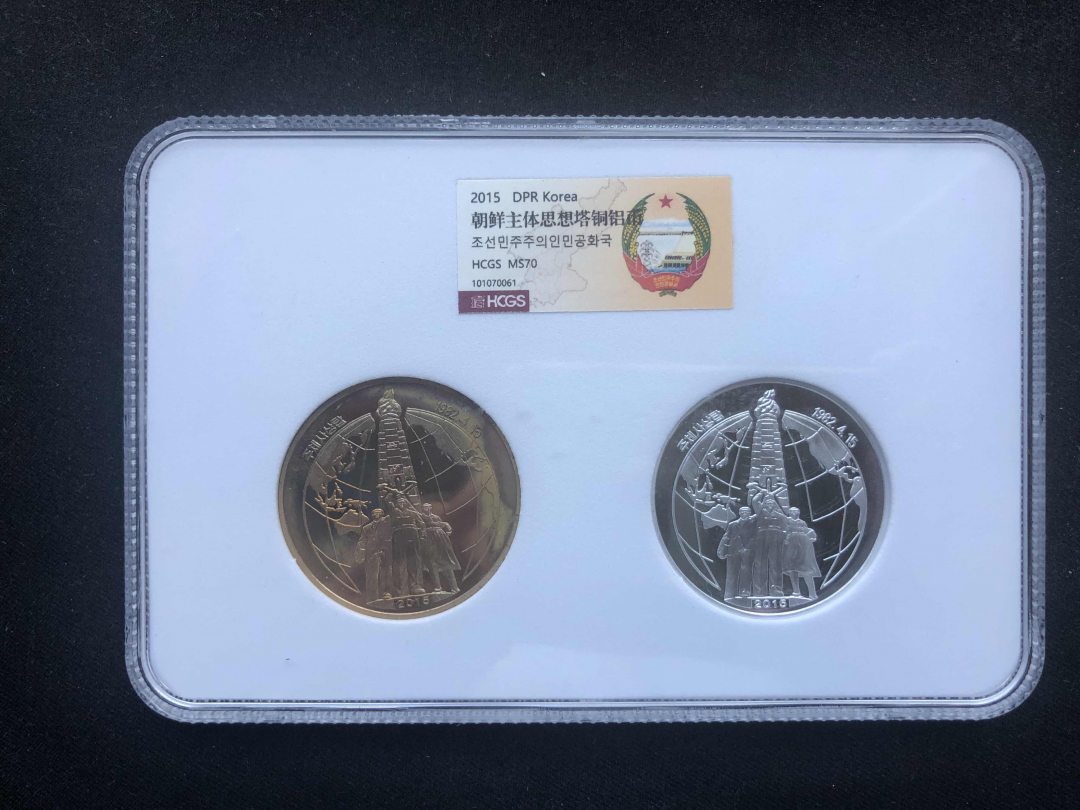 2015 DPR Korea
朝鲜主体思想塔铜铝币
조선민주주의인민공화국
HCGS MS70
101070061
HCGS
주체사상탑
1982.4.15
2015
주체사상탑
1982.4.15
2015